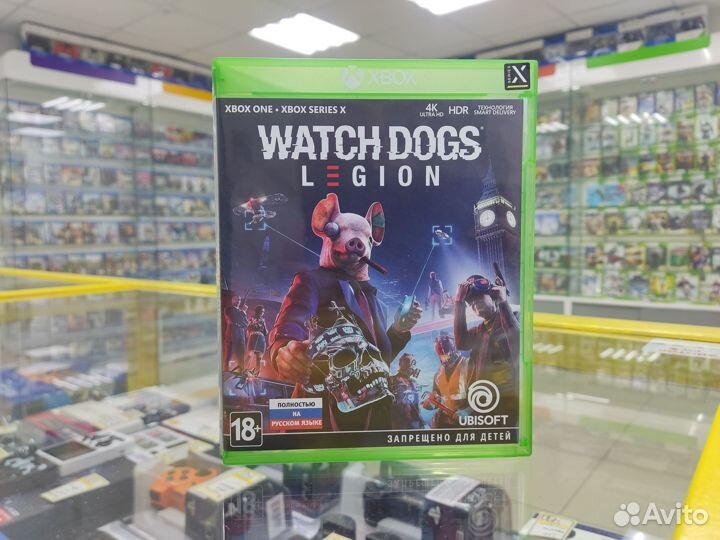 XBOX
X
SERIES
XBOX ONE • XBOX SERIES X
4K
ULTRA HD
HDR
ТЕХНОЛОГИЯ
SMART DELIVERY
WATCH DOGS
LEGION
ПОЛНОСТЬЮ
НА
РУССКОМ ЯЗЫКЕ
18+
UBISOFT
ЗАПРЕЩЕНО ДЛЯ ДЕТЕЙ
Avito